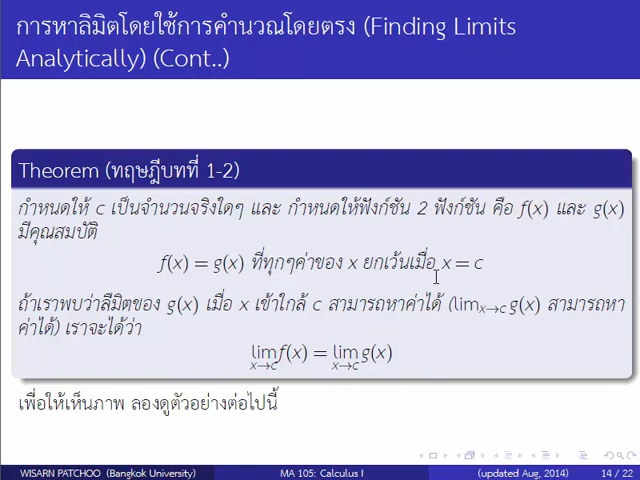 การหาลิมิตโดยใช้การคำนวณโดยตรง (Finding Limits
Analytically) (Cont..)
Theorem (ทฤษฎีบทที่ 1-2)
กำหนดให้ c เป็นจำนวนจริงใดๆ และ กำหนดให้ฟังก์ชัน 2 ฟังก์ชัน คือ f(x) และ g(x)
มีคุณสมบัติ
f(x) = g(x) ที่ทุกๆค่าของ x ยกเว้นเมื่อ x = c
ถ้าเราพบว่าลิมิตของ g(x) เมื่อ x เข้าใกล้ c สามารถหาค่าได้ (lim x→c g(x) สามารถหา
ค่าได้) เราจะได้ว่า
lim x→c f(x) = lim x→c g(x)
เพื่อให้เห็นภาพ ลองดูตัวอย่างต่อไปนี้
WISARN PATCHOO (Bangkok University) MA 105: Calculus I (updated Aug, 2014) 14 / 22